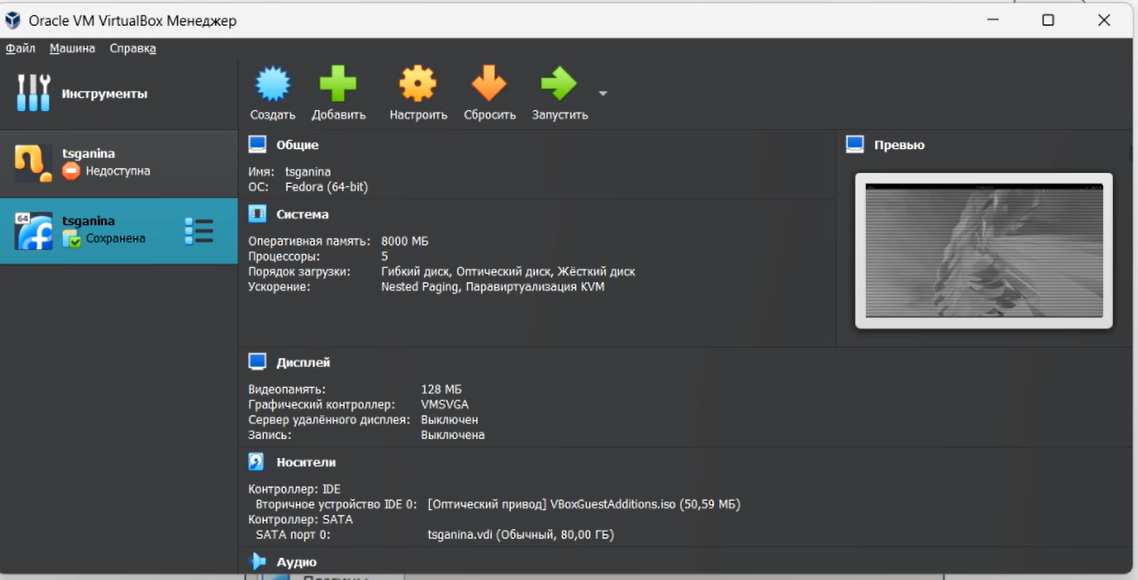 Oracle VM VirtualBox Менеджер
Файл Машина Справка
Инструменты
Создать Добавить Настроить Сбросить Запустить
tsganina
Недоступна
64
tsganina
Сохранена
Общие
Имя: tsganina
ОС: Fedora (64-bit)
Система
Оперативная память: 8000 МБ
Процессоры: 5
Порядок загрузки: Гибкий диск, Оптический диск, Жёсткий диск
Ускорение: Nested Paging, Паравиртуализация KVM
Превью
Дисплей
Видеопамять: 128 МБ
Графический контроллер: VMSVGA
Сервер удалённого дисплея: Выключен
Запись: Выключена
Носители
Контроллер: IDE
Вторичное устройство IDE 0: [Оптический привод] VBoxGuestAdditions.iso (50,59 МБ)
Контроллер: SATA
SATA порт 0: tsganina.vdi (Обычный, 80,00 ГБ)
Аудио